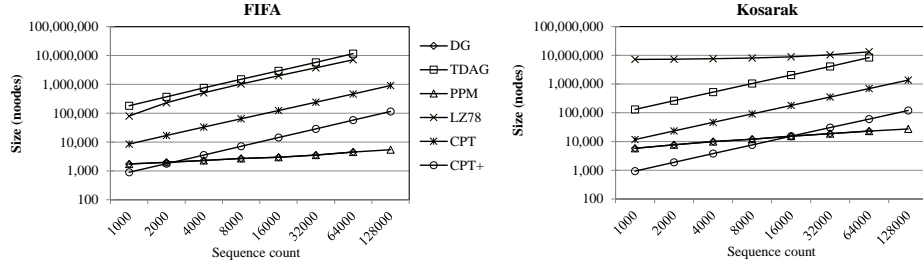 FIFA
100,000,000
10,000,000
1,000,000
100,000
10,000
1,000
100
Size (nodes)
1000
2000
4000
8000
16000
32000
64000
128000
Sequence count
DG
TDAG
PPM
LZ78
CPT
CPT+
Kosarak
100,000,000
10,000,000
1,000,000
100,000
10,000
1,000
100
Size (nodes)
1000
2000
4000
8000
16000
32000
64000
128000
Sequence count